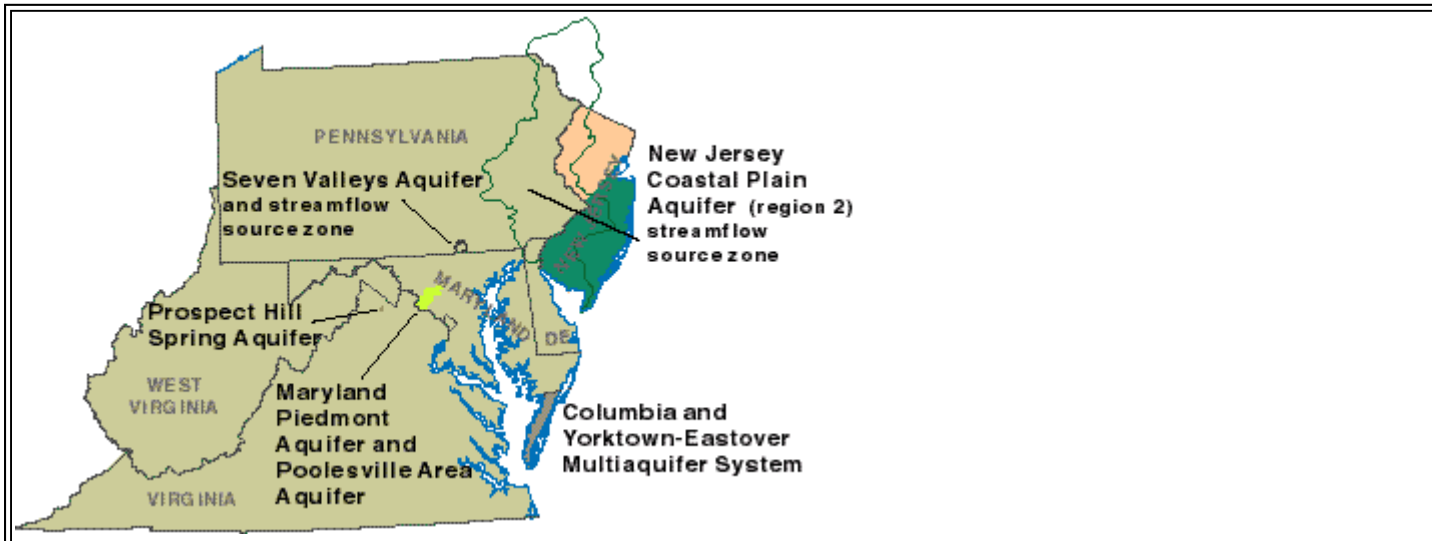 PENNSYLVANIA
Seven Valleys Aquifer
and streamflow
source zone
New Jersey
Coastal Plain
Aquifer (region 2)
streamflow
source zone
NEW JERSEY
MARYLAND
DE
Prospect Hill
Spring Aquifer
WEST
VIRGINIA
Maryland
Piedmont
Aquifer and
Poolesville Area
Aquifer
Columbia and
Yorktown-Eastover
Multiaquifer System
VIRGINIA